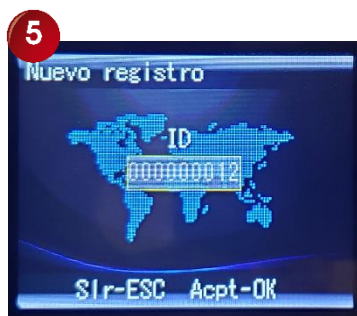 5
Nuevo registro
ID
000000012
Slr-ESC Acpt-OK